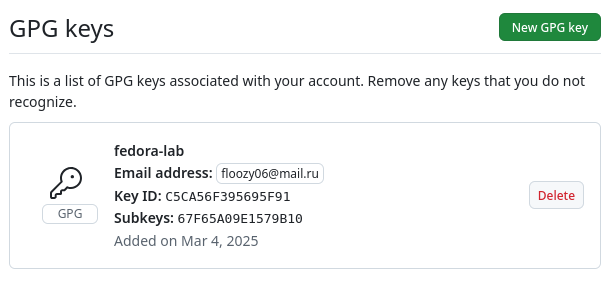 GPG keys
New GPG key
This is a list of GPG keys associated with your account. Remove any keys that you do not
recognize.
fedora-lab
Email address: floozy06@mail.ru
Key ID: C5CA56F395695F91
Subkeys: 67F65A09E1579B10
Added on Mar 4, 2025
GPG
Delete